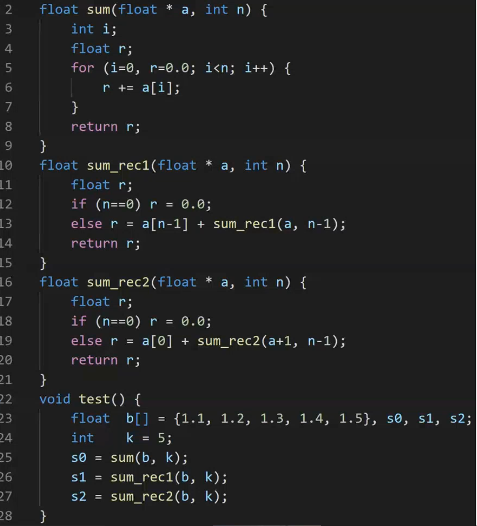 2 float sum(float * a, int n) {
3 int i;
4 float r;
5 for (i=0, r=0.0; i<n; i++) {
6 r += a[i];
7 }
8 return r;
9 }
10 float sum_rec1(float * a, int n) {
11 float r;
12 if (n==0) r = 0.0;
13 else r = a[n-1] + sum_rec1(a, n-1);
14 return r;
15 }
16 float sum_rec2(float * a, int n) {
17 float r;
18 if (n==0) r = 0.0;
19 else r = a[0] + sum_rec2(a+1, n-1);
20 return r;
21 }
22 void test() {
23 float b[] = {1.1, 1.2, 1.3, 1.4, 1.5}, s0, s1, s2;
24 int k = 5;
25 s0 = sum(b, k);
26 s1 = sum_rec1(b, k);
27 s2 = sum_rec2(b, k);
28 }